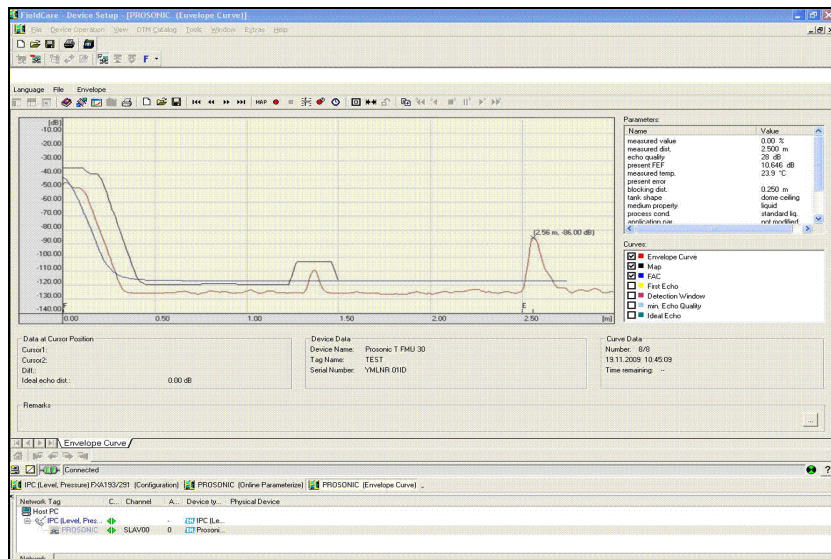 FieldCare - Device Setup - [PROSONIC (Envelope Curve)]
File Device Operation View DTM Catalog Tools Window Extras Help
F
Language File Envelope
MAP
[dB]
-10.00
-20.00
-30.00
-40.00
-50.00
-60.00
-70.00
-80.00
-90.00
-100.00
-110.00
-120.00
-130.00
-140.00
(2.56 m, -86.00 dB)
F
E
0.00 0.50 1.00 1.50 2.00 2.50 [m]
Parameters:
Name Value
measured value 0.00 %
measured dist. 2.500 m
echo quality 28 dB
present FEF 10.646 dB
measured temp. 23.9 °C
present error
blocking dist. 0.250 m
tank shape dome ceiling
medium property liquid
process cond. standard liq.
application par. not modified
Curves:
Envelope Curve
Map
FAC
First Echo
Detection Window
min. Echo Quality
Ideal Echo
Data at Cursor Position
Cursor1:
Cursor2:
Diff.:
Ideal echo dist.: 0.00 dB
Device Data
Device Name: Prosonic T FMU 30
Tag Name: TEST
Serial Number: YMLNR 01ID
Curve Data
Number: 8/8
19.11.2009 10:45:09
Time remaining: --
Remarks
...
Envelope Curve
Connected
IPC (Level, Pressure) FXA193/291 (Configuration) PROSONIC (Online Parameterize) PROSONIC (Envelope Curve)
Network Tag C... Channel A... Device ty... Physical Device
Host PC
IPC (Level, Pres... - IPC (Le...
PROSONIC SLAV00 0 Prosoni...
Network